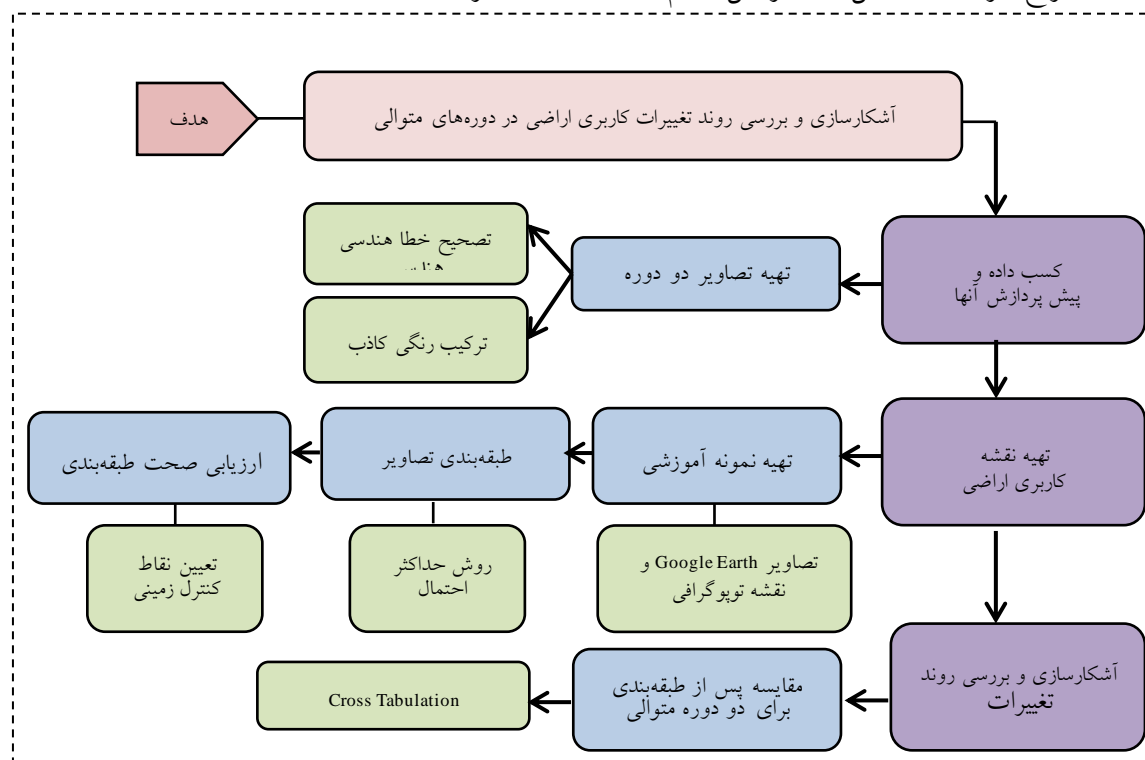 هدف
آشکارسازی و بررسی روند تغییرات کاربری اراضی در دوره‌های متوالی
کسب داده و
پیش پردازش آنها
تهیه تصاویر دو دوره
تصحیح خطا هندسی
ترکیب رنگی کاذب
تهیه نقشه
کاربری اراضی
تهیه نمونه آموزشی
طبقه‌بندی تصاویر
ارزیابی صحت طبقه‌بندی
تصاویر Google Earth و
نقشه توپوگرافی
روش حداکثر
احتمال
تعیین نقاط
کنترل زمینی
آشکارسازی و بررسی روند
تغییرات
مقایسه پس از طبقه‌بندی
برای دو دوره متوالی
Cross Tabulation